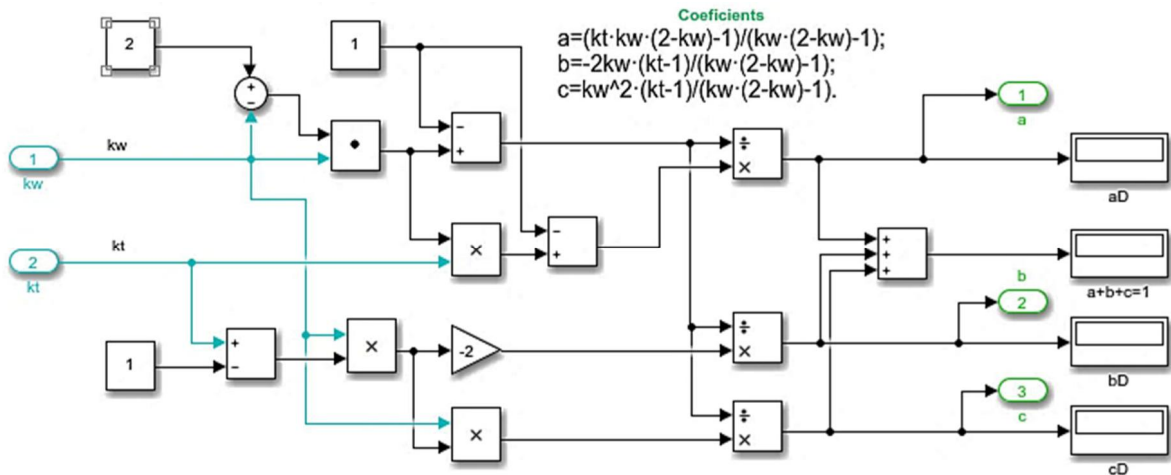 Coeficients
a=(kt·kw·(2-kw)-1)/(kw·(2-kw)-1);
b=-2kw·(kt-1)/(kw·(2-kw)-1);
c=kw^2·(kt-1)/(kw·(2-kw)-1).
2
1
+
−
1
kw
kw
•
−
+
÷
×
1
a
aD
2
kt
kt
×
−
+
+
+
+
a+b+c=1
b
2
1
+
−
×
-2
÷
×
bD
×
÷
×
3
c
cD